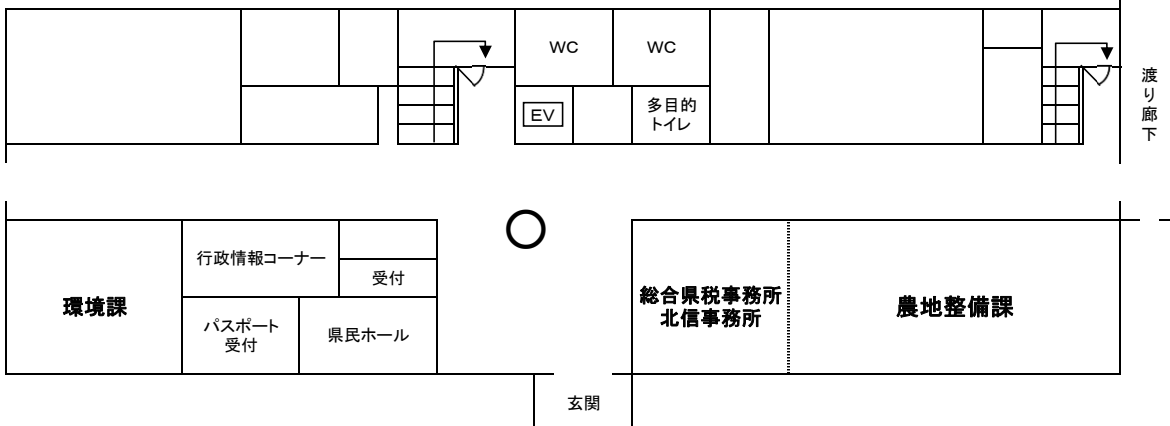 WC
WC
EV
多目的
トイレ
渡り廊下
環境課
行政情報コーナー
受付
パスポート
受付
県民ホール
総合県税事務所
北信事務所
農地整備課
玄関